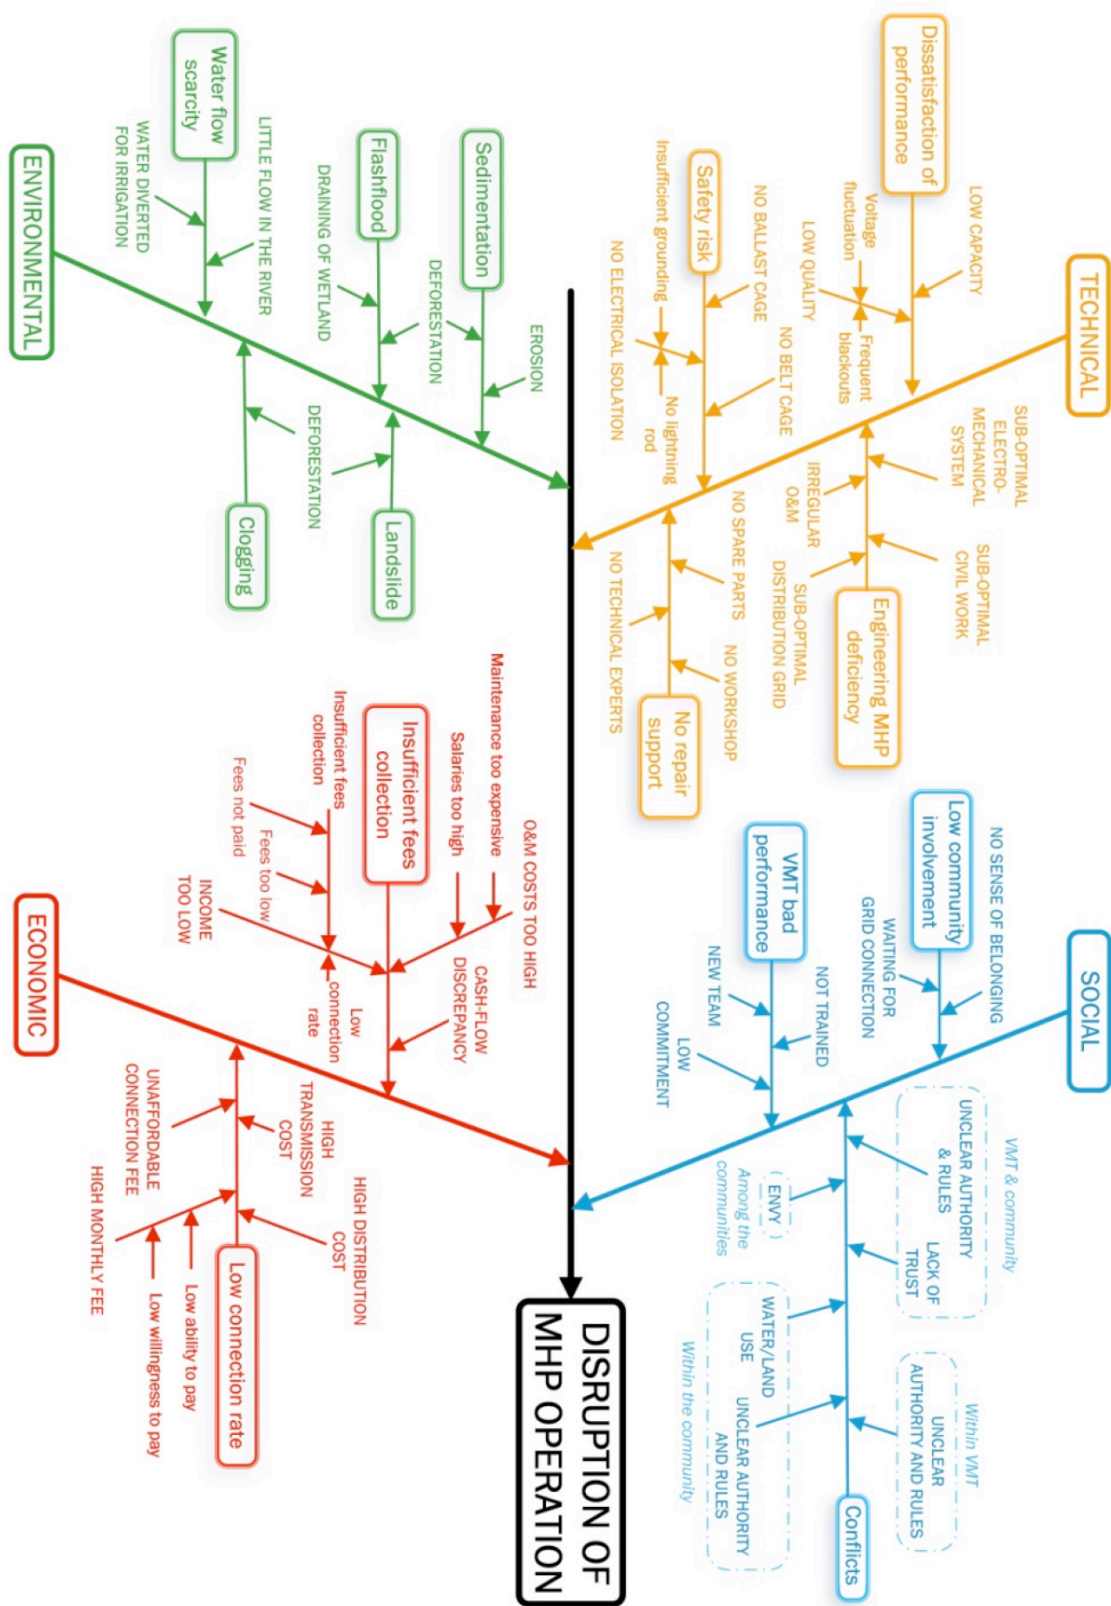 TECHNICAL
Dissatisfaction of
performance
LOW CAPACITY
Voltage
fluctuation
LOW QUALITY
Frequent
blackouts
Safety risk
NO BALLAST CAGE
Insufficient grounding
NO ELECTRICAL ISOLATION
NO BELT CAGE
No lightning
rod
SUB-OPTIMAL
ELECTRO-
MECHANICAL
SYSTEM
IRREGULAR
O&M
SUB-OPTIMAL
CIVIL WORK
SUB-OPTIMAL
DISTRIBUTION GRID
Engineering MHP
deficiency
NO SPARE PARTS
NO TECHNICAL EXPERTS
NO WORKSHOP
No repair
support
SOCIAL
Low community
involvement
NO SENSE OF BELONGING
WAITING FOR
GRID CONNECTION
VMT bad
performance
NOT TRAINED
NEW TEAM
LOW
COMMITMENT
VMT & community
UNCLEAR AUTHORITY
& RULES
LACK OF
TRUST
Within VMT
UNCLEAR
AUTHORITY AND RULES
( ENVY )
Among the
communities
WATER/LAND
USE
UNCLEAR AUTHORITY
AND RULES
Within the community
Conflicts
DISRUPTION OF
MHP OPERATION
ENVIRONMENTAL
Water flow
scarcity
LITTLE FLOW IN THE RIVER
WATER DIVERTED
FOR IRRIGATION
Flashflood
DRAINING OF WETLAND
DEFORESTATION
Sedimentation
EROSION
DEFORESTATION
Landslide
Clogging
ECONOMIC
Insufficient fees
collection
Maintenance too expensive
Salaries too high
O&M COSTS TOO HIGH
CASH-FLOW
DISCREPANCY
Insufficient fees
collection
Fees not paid
Fees too low
INCOME
TOO LOW
Low
connection
rate
HIGH
TRANSMISSION
COST
UNAFFORDABLE
CONNECTION FEE
HIGH DISTRIBUTION
COST
HIGH MONTHLY FEE
Low ability to pay
Low willingness to pay
Low connection rate